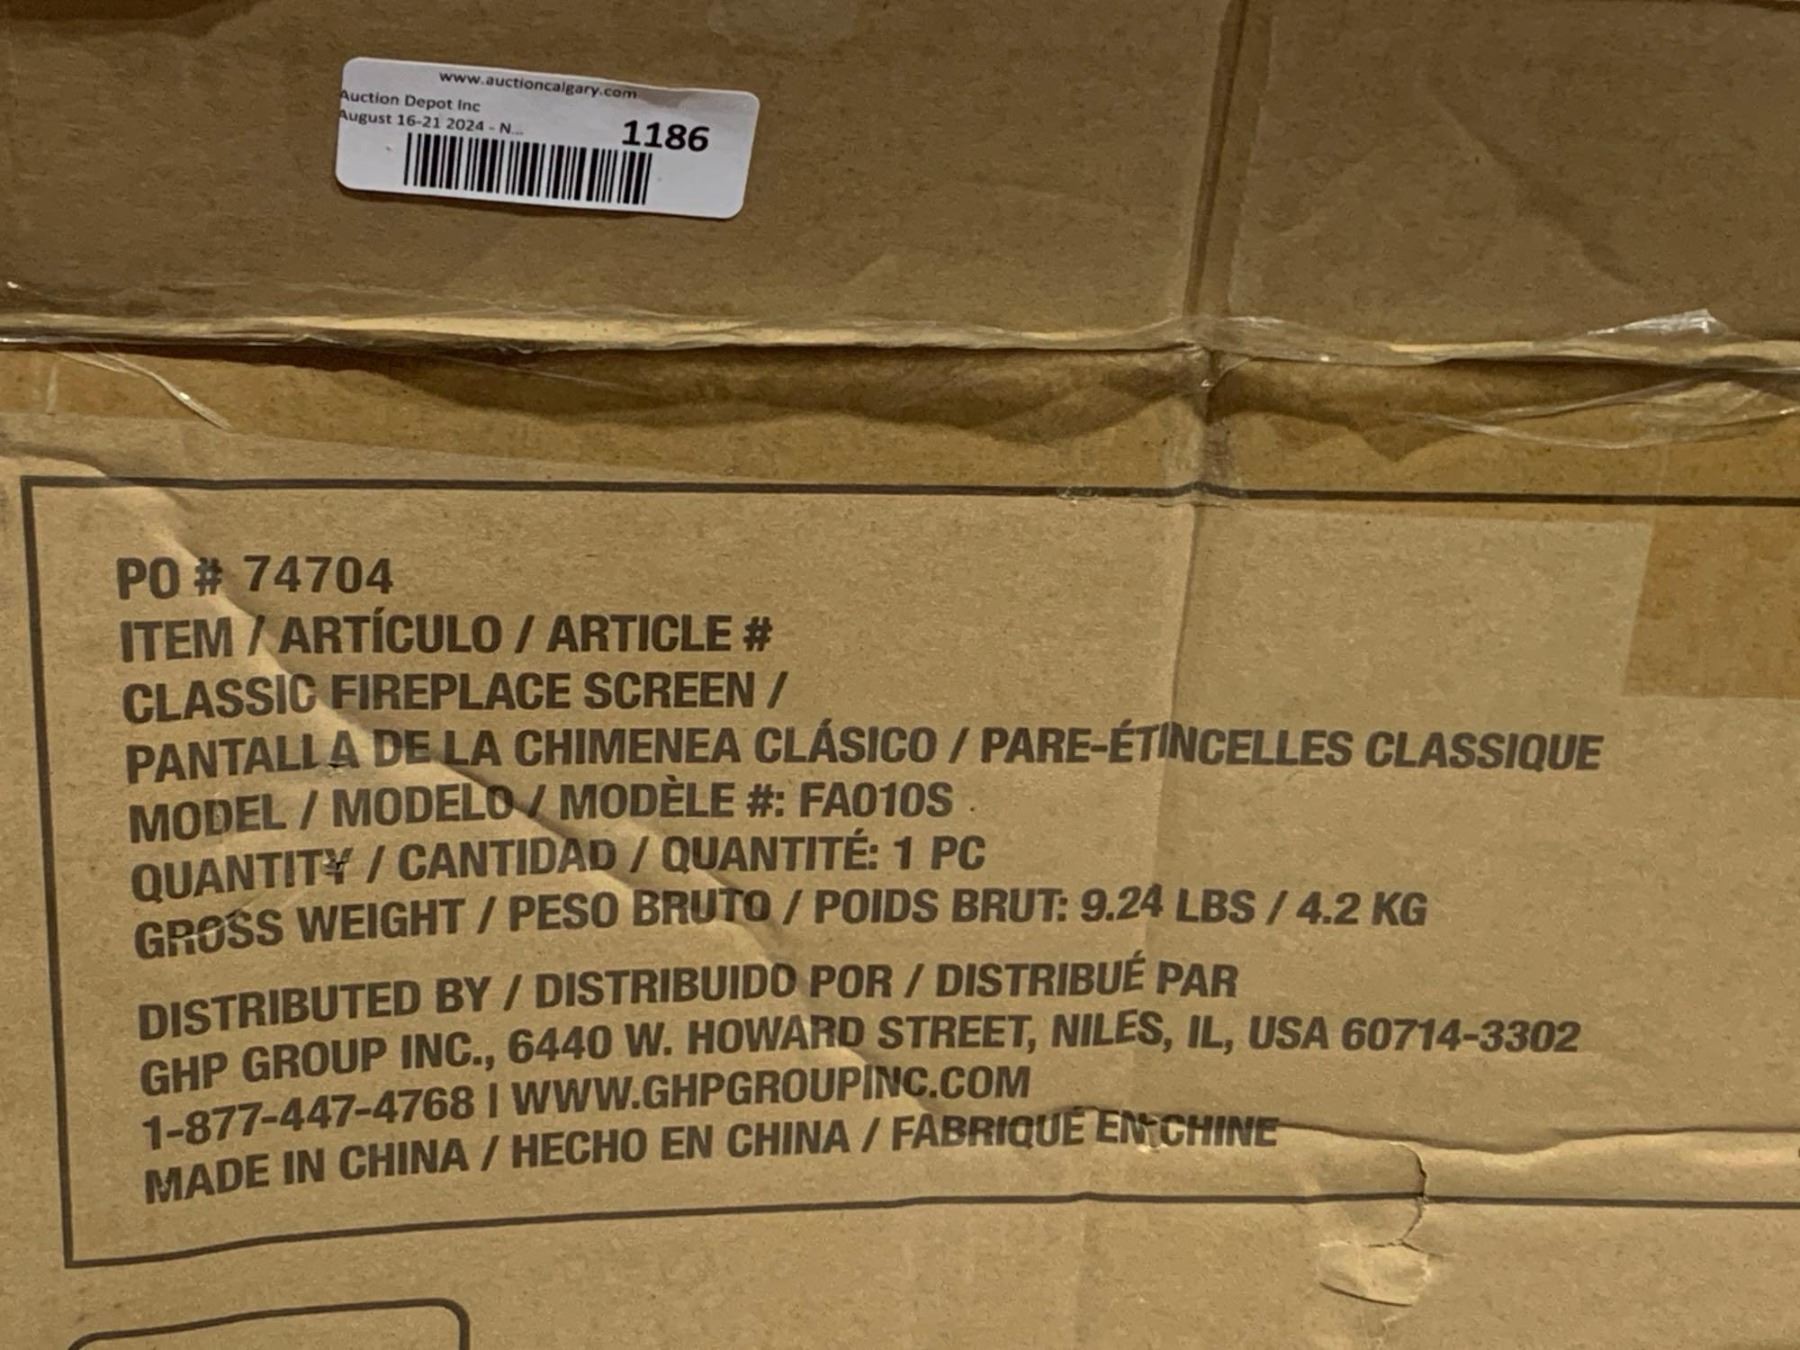 www.auctioncalgary.com
Auction Depot Inc
August 16-21 2024 - N...
1186
PO # 74704
ITEM / ARTÍCULO / ARTICLE #
CLASSIC FIREPLACE SCREEN /
PANTALLA DE LA CHIMENEA CLÁSICO / PARE-ÉTINCELLES CLASSIQUE
MODEL / MODELO / MODÈLE #: FA010S
QUANTITY / CANTIDAD / QUANTITÉ: 1 PC
GROSS WEIGHT / PESO BRUTO / POIDS BRUT: 9.24 LBS / 4.2 KG
DISTRIBUTED BY / DISTRIBUIDO POR / DISTRIBUÉ PAR
GHP GROUP INC., 6440 W. HOWARD STREET, NILES, IL, USA 60714-3302
1-877-447-4768 | WWW.GHPGROUPINC.COM
MADE IN CHINA / HECHO EN CHINA / FABRIQUÉ EN CHINE